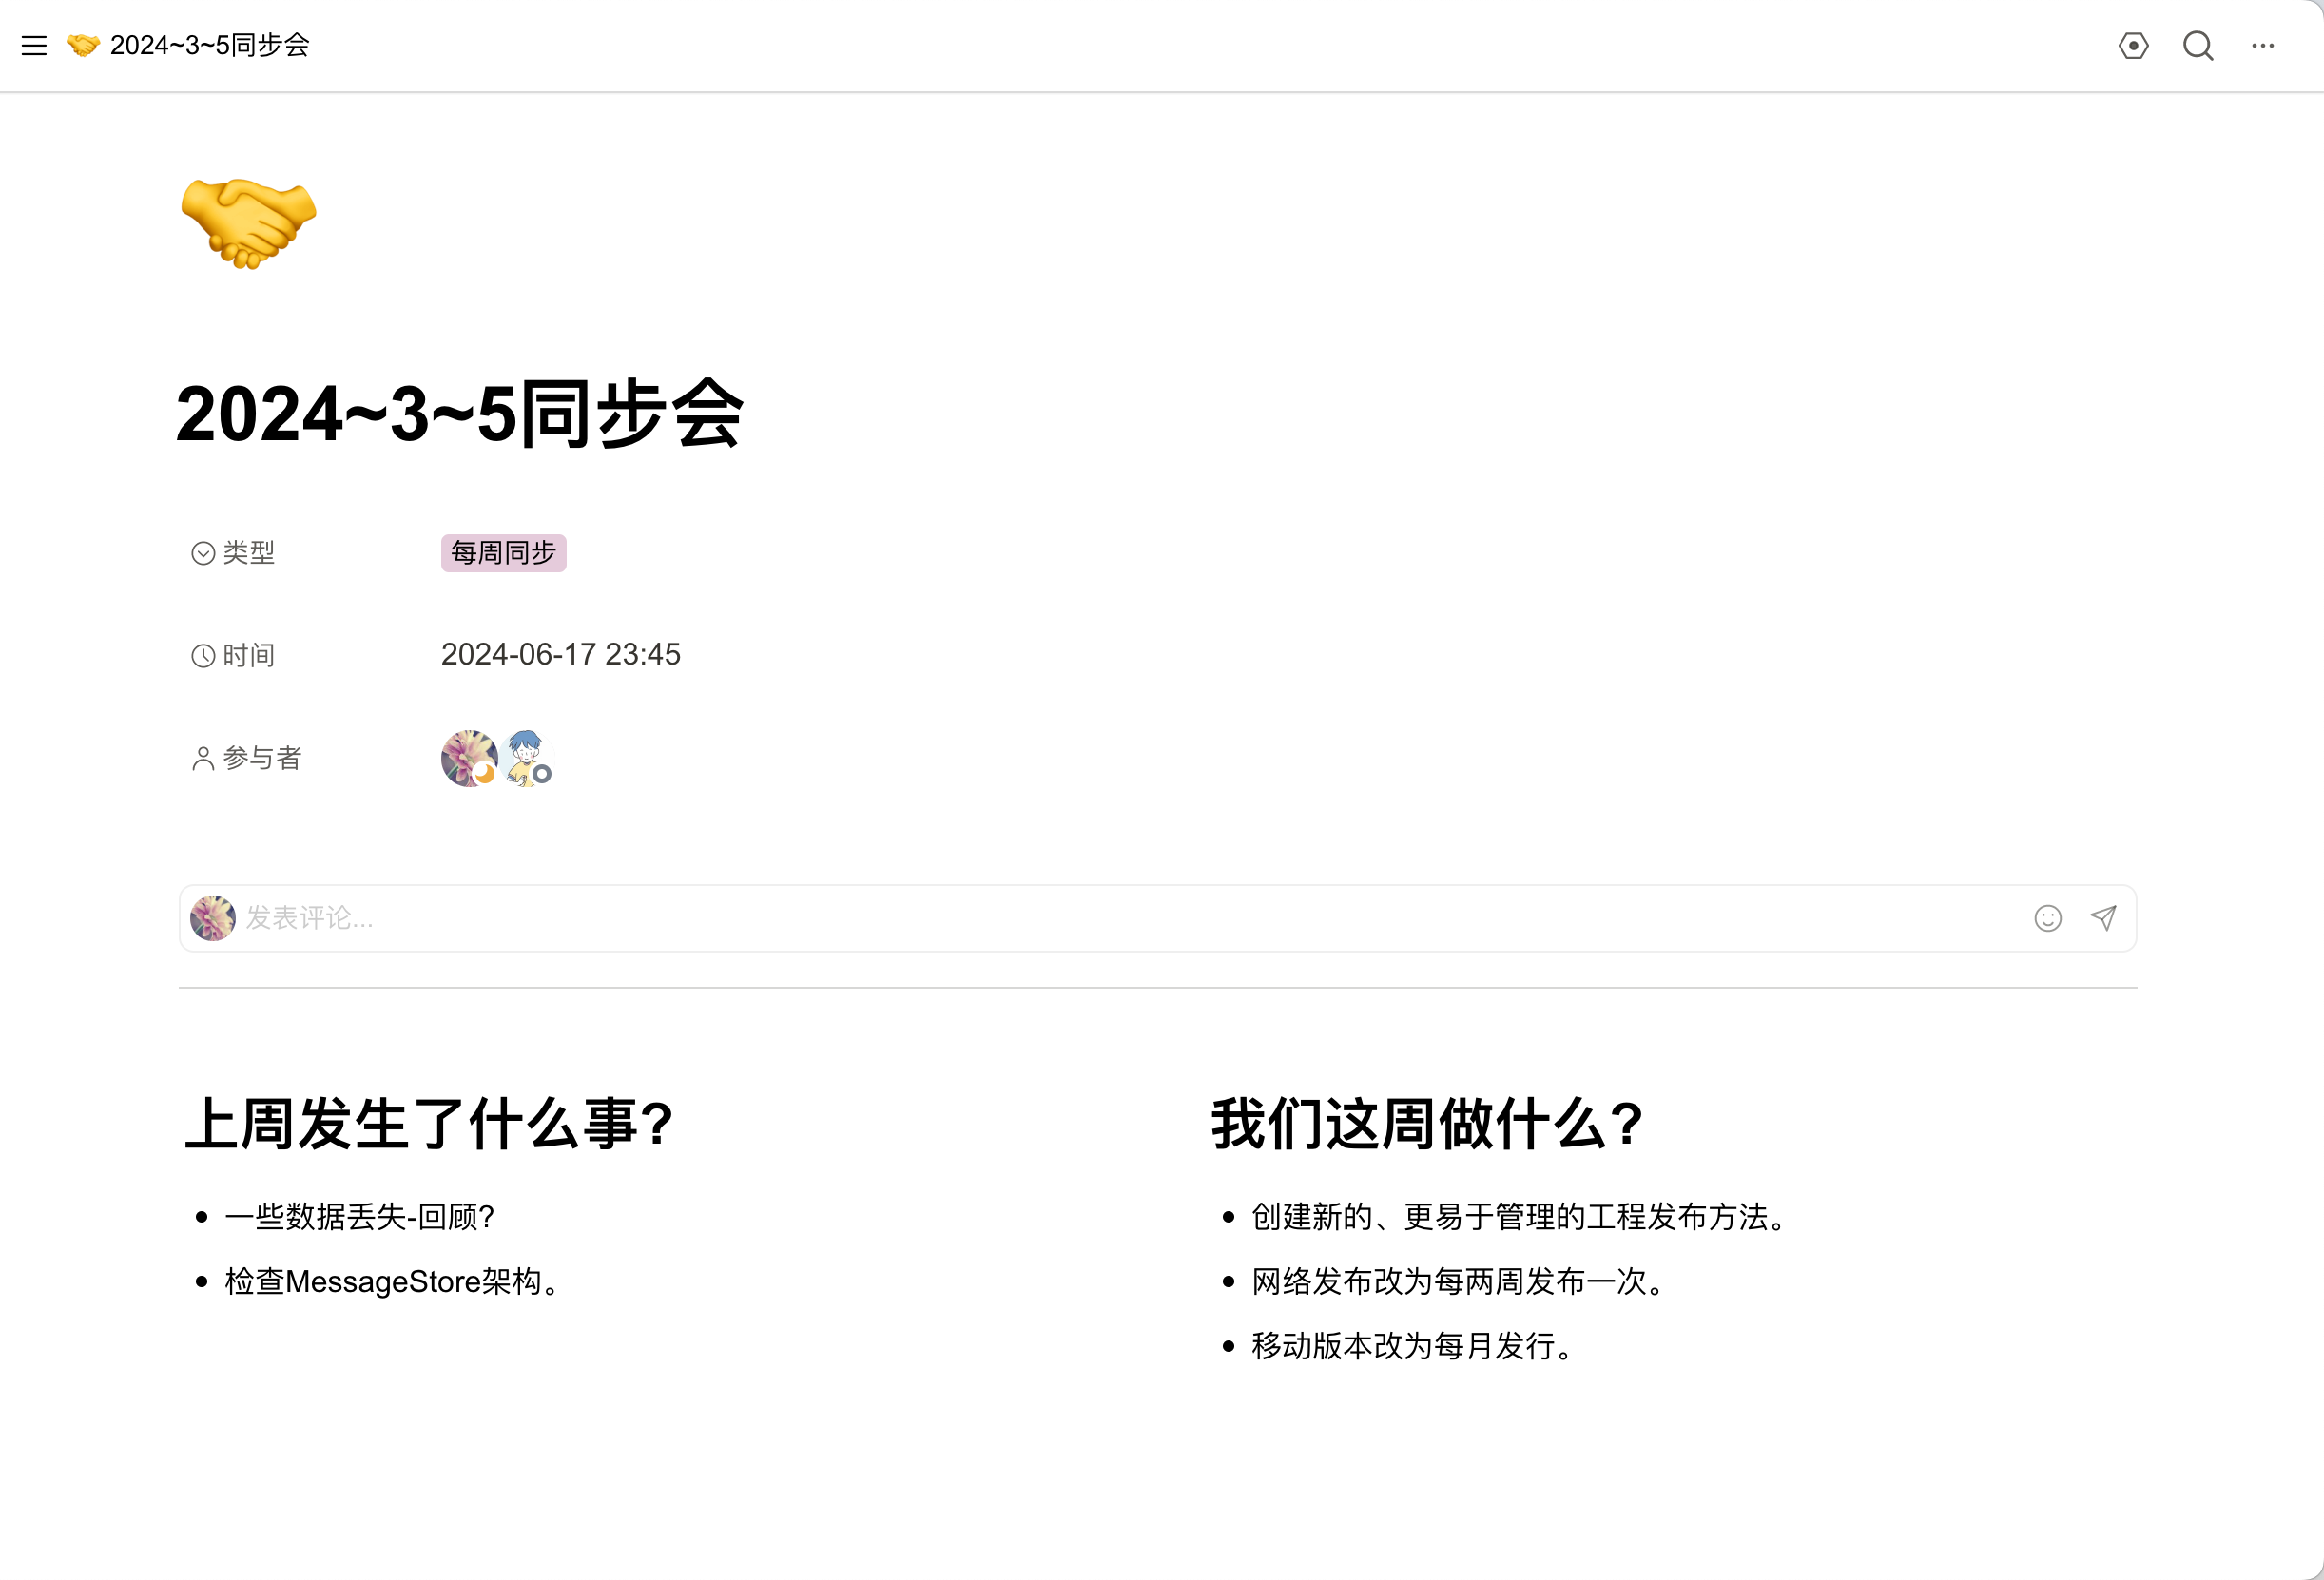 2024~3~5同步会
2024~3~5同步会
类型 每周同步
时间 2024-06-17 23:45
参与者
发表评论...
上周发生了什么事?
一些数据丢失-回顾?
检查MessageStore架构。
我们这周做什么?
创建新的、更易于管理的工程发布方法。
网络发布改为每两周发布一次。
移动版本改为每月发行。